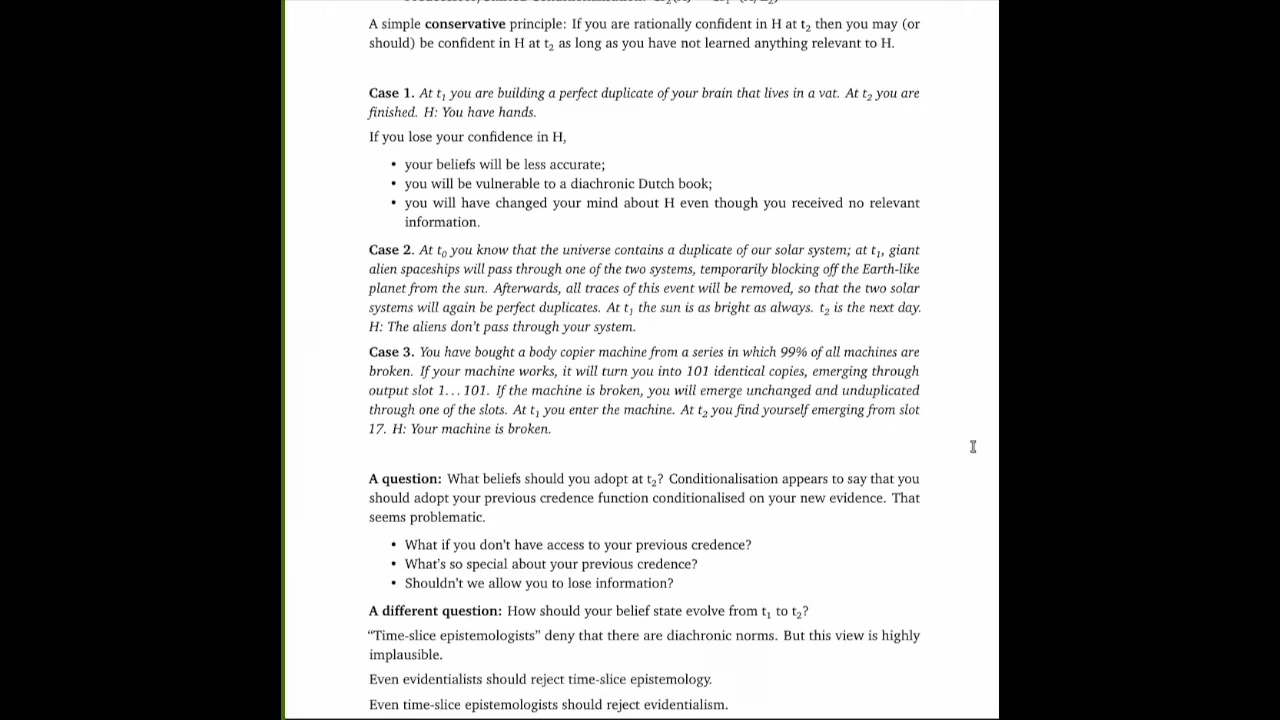 A simple conservative principle: If you are rationally confident in H at t₂ then you may (or
should) be confident in H at t₂ as long as you have not learned anything relevant to H.
Case 1. At t₁ you are building a perfect duplicate of your brain that lives in a vat. At t₂ you are
finished. H: You have hands.
If you lose your confidence in H,
• your beliefs will be less accurate;
• you will be vulnerable to a diachronic Dutch book;
• you will have changed your mind about H even though you received no relevant
information.
Case 2. At t₀ you know that the universe contains a duplicate of our solar system; at t₁, giant
alien spaceships will pass through one of the two systems, temporarily blocking off the Earth-like
planet from the sun. Afterwards, all traces of this event will be removed, so that the two solar
systems will again be perfect duplicates. At t₁ the sun is as bright as always. t₂ is the next day.
H: The aliens don't pass through your system.
Case 3. You have bought a body copier machine from a series in which 99% of all machines are
broken. If your machine works, it will turn you into 101 identical copies, emerging through
output slot 1...101. If the machine is broken, you will emerge unchanged and unduplicated
through one of the slots. At t₁ you enter the machine. At t₂ you find yourself emerging from slot
17. H: Your machine is broken.
A question: What beliefs should you adopt at t₂? Conditionalisation appears to say that you
should adopt your previous credence function conditionalised on your new evidence. That
seems problematic.
• What if you don't have access to your previous credence?
• What's so special about your previous credence?
• Shouldn't we allow you to lose information?
A different question: How should your belief state evolve from t₁ to t₂?
"Time-slice epistemologists" deny that there are diachronic norms. But this view is highly
implausible.
Even evidentialists should reject time-slice epistemology.
Even time-slice epistemologists should reject evidentialism.